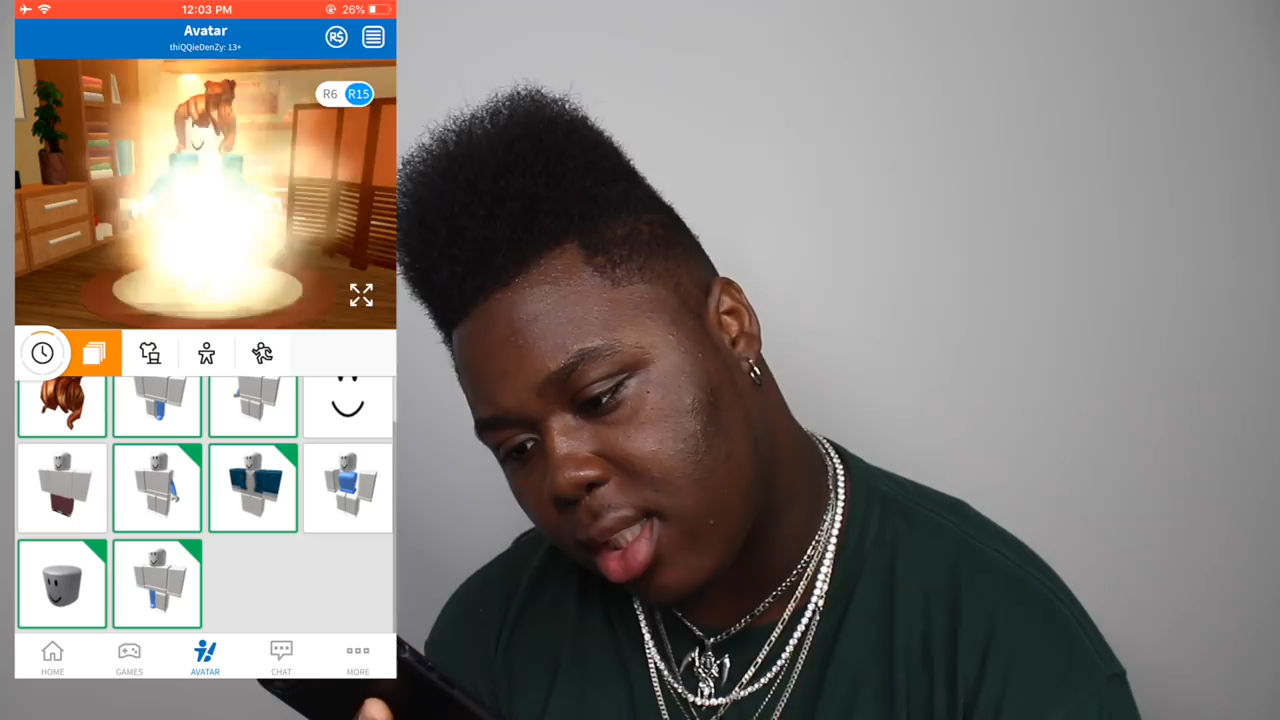 12:03 PM
26%
Avatar
thiQQieDenZy: 13+
R$
R6 R15
HOME GAMES AVATAR CHAT MORE